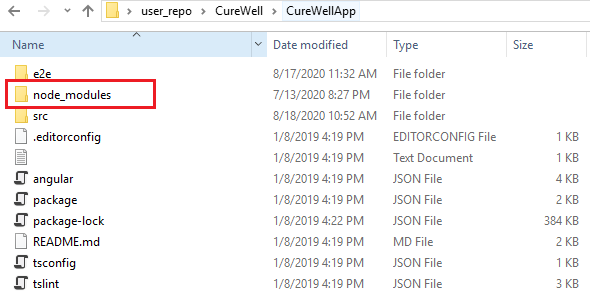 user_repo > CureWell > CureWellApp
Name Date modified Type Size
e2e 8/17/2020 11:32 AM File folder
node_modules 7/13/2020 8:27 PM File folder
src 8/18/2020 10:52 AM File folder
.editorconfig 1/8/2019 4:19 PM EDITORCONFIG File 1 KB
1/8/2019 4:19 PM Text Document 1 KB
angular 1/8/2019 4:19 PM JSON File 4 KB
package 1/8/2019 4:19 PM JSON File 2 KB
package-lock 1/8/2019 4:22 PM JSON File 384 KB
README.md 1/8/2019 4:19 PM MD File 2 KB
tsconfig 1/8/2019 4:19 PM JSON File 1 KB
tslint 1/8/2019 4:19 PM JSON File 3 KB